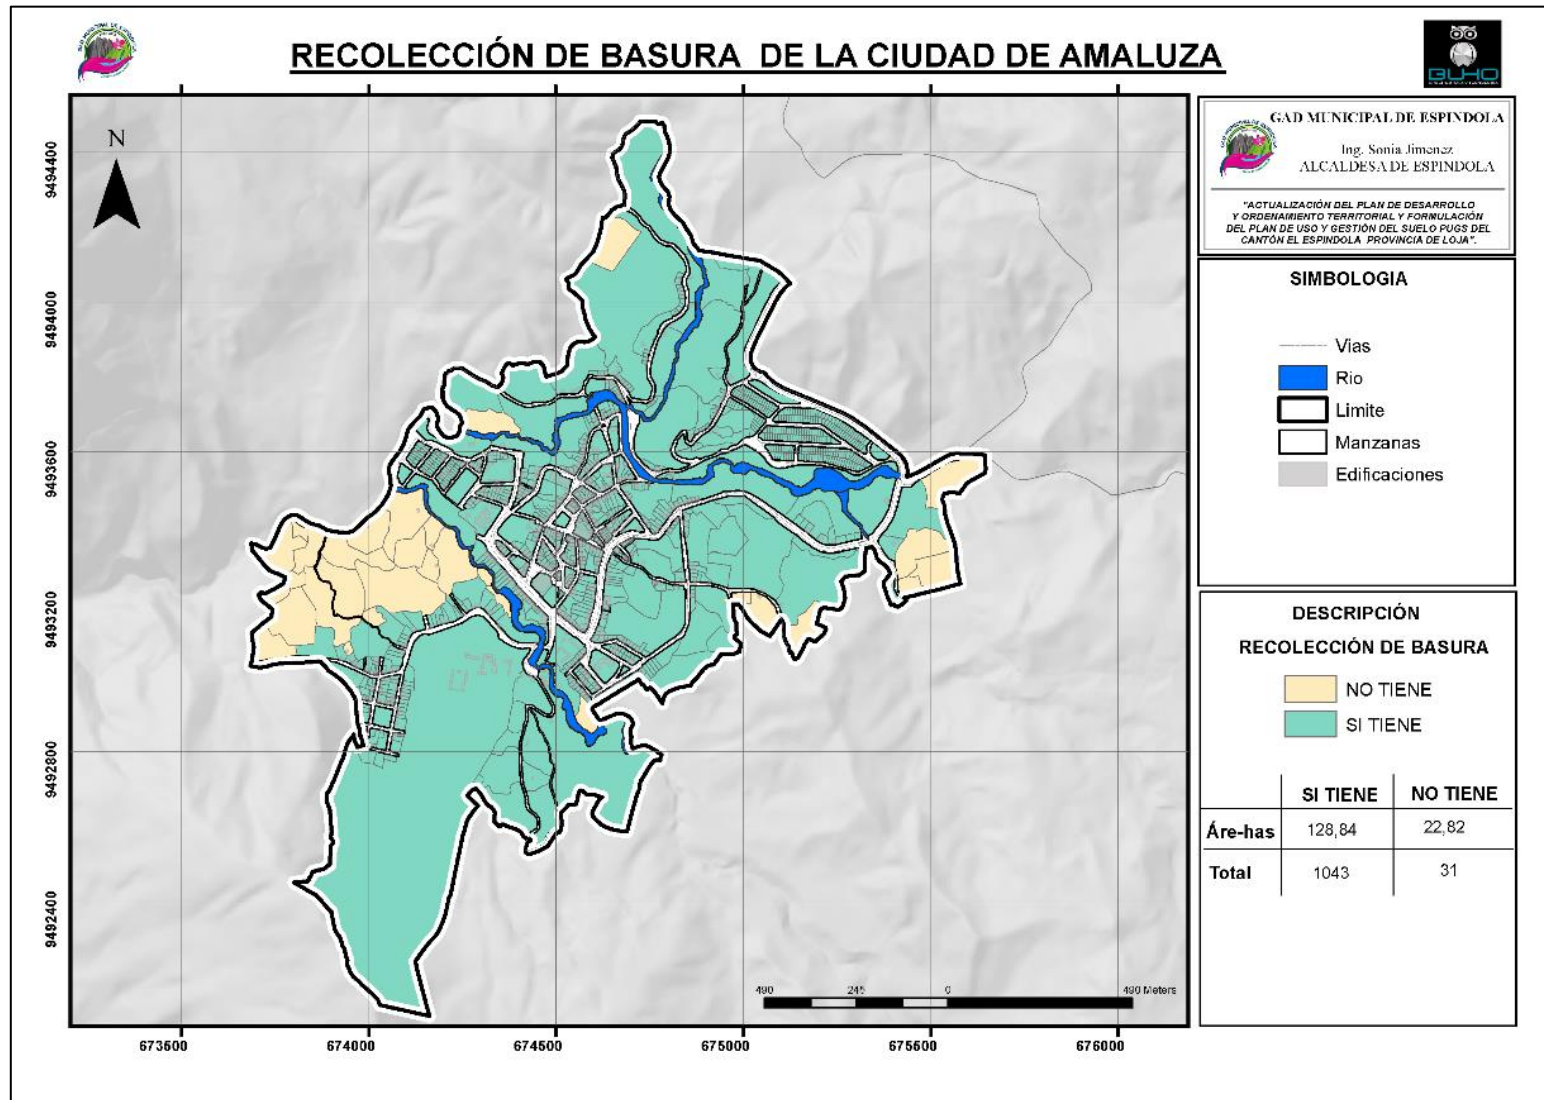 RECOLECCIÓN DE BASURA DE LA CIUDAD DE AMALUZA
BUHO
N
9494400
9494000
9493600
9493200
9492800
9492400
673500
674000
674500
675000
675500
676000
490
245
0
490 Meters
GAD MUNICIPAL DE ESPINDOLA
Ing. Sonia Jimenez
ALCALDESA DE ESPINDOLA
"ACTUALIZACIÓN DEL PLAN DE DESARROLLO
Y ORDENAMIENTO TERRITORIAL Y FORMULACIÓN
DEL PLAN DE USO Y GESTIÓN DEL SUELO PUGS DEL
CANTÓN EL ESPINDOLA PROVINCIA DE LOJA".
SIMBOLOGIA
Vias
Rio
Limite
Manzanas
Edificaciones
DESCRIPCIÓN
RECOLECCIÓN DE BASURA
NO TIENE
SI TIENE
SI TIENE NO TIENE
Áre-has 128,84 22,82
Total 1043 31